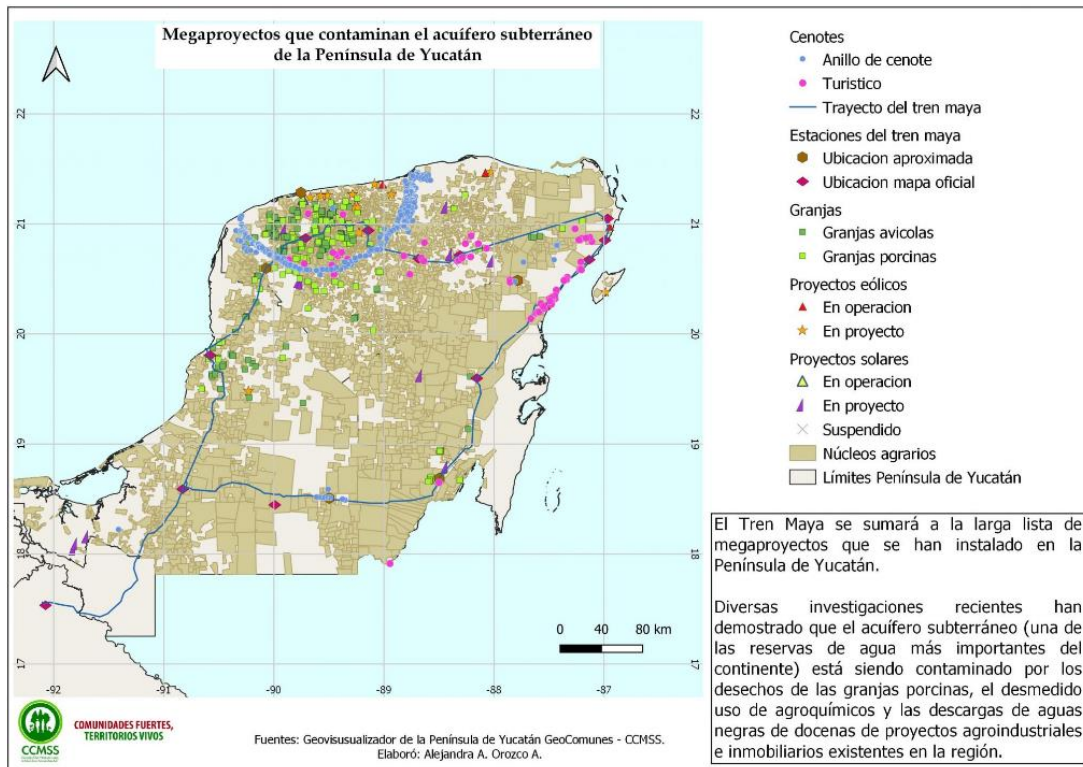 Megaproyectos que contaminan el acuífero subterráneo
de la Península de Yucatán
Cenotes
Anillo de cenote
Turistico
Trayecto del tren maya
Estaciones del tren maya
Ubicacion aproximada
Ubicacion mapa oficial
Granjas
Granjas avicolas
Granjas porcinas
Proyectos eólicos
En operacion
En proyecto
Proyectos solares
En operacion
En proyecto
Suspendido
Núcleos agrarios
Límites Península de Yucatán
22
21
20
19
18
17
22
21
20
19
18
17
-92
-91
-90
-89
-88
-87
0 40 80 km
El Tren Maya se sumará a la larga lista de
megaproyectos que se han instalado en la
Península de Yucatán.
Diversas investigaciones recientes han
demostrado que el acuífero subterráneo (una de
las reservas de agua más importantes del
continente) está siendo contaminado por los
desechos de las granjas porcinas, el desmedido
uso de agroquímicos y las descargas de aguas
negras de docenas de proyectos agroindustriales
e inmobiliarios existentes en la región.
CCMSS
COMUNIDADES FUERTES,
TERRITORIOS VIVOS
Fuentes: Geovisusualizador de la Península de Yucatán GeoComunes - CCMSS.
Elaboró: Alejandra A. Orozco A.